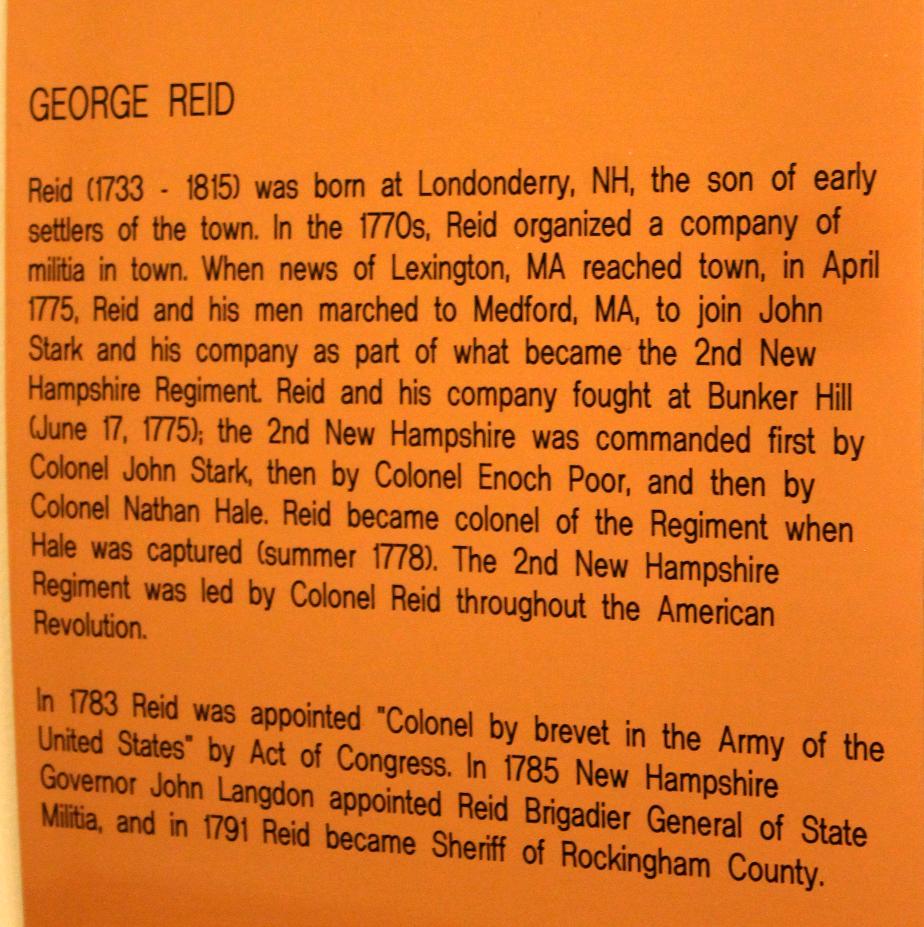 GEORGE REID
Reid (1733 - 1815) was born at Londonderry, NH, the son of early
settlers of the town. In the 1770s, Reid organized a company of
militia in town. When news of Lexington, MA reached town, in April
1775, Reid and his men marched to Medford, MA, to join John
Stark and his company as part of what became the 2nd New
Hampshire Regiment. Reid and his company fought at Bunker Hill
(June 17, 1775); the 2nd New Hampshire was commanded first by
Colonel John Stark, then by Colonel Enoch Poor, and then by
Colonel Nathan Hale. Reid became colonel of the Regiment when
Hale was captured (summer 1778). The 2nd New Hampshire
Regiment was led by Colonel Reid throughout the American
Revolution.
In 1783 Reid was appointed "Colonel by brevet in the Army of the
United States" by Act of Congress. In 1785 New Hampshire
Governor John Langdon appointed Reid Brigadier General of State
Militia, and in 1791 Reid became Sheriff of Rockingham County.